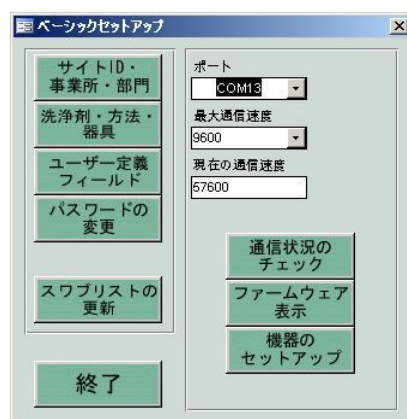 ベーシックセットアップ
サイトID・
事業所・部門
洗浄剤・方法・
器具
ユーザー定義
フィールド
パスワードの
変更
スワブリストの
更新
終了
ポート
COM13
最大通信速度
9600
現在の通信速度
57600
通信状況の
チェック
ファームウェア
表示
機器の
セットアップ